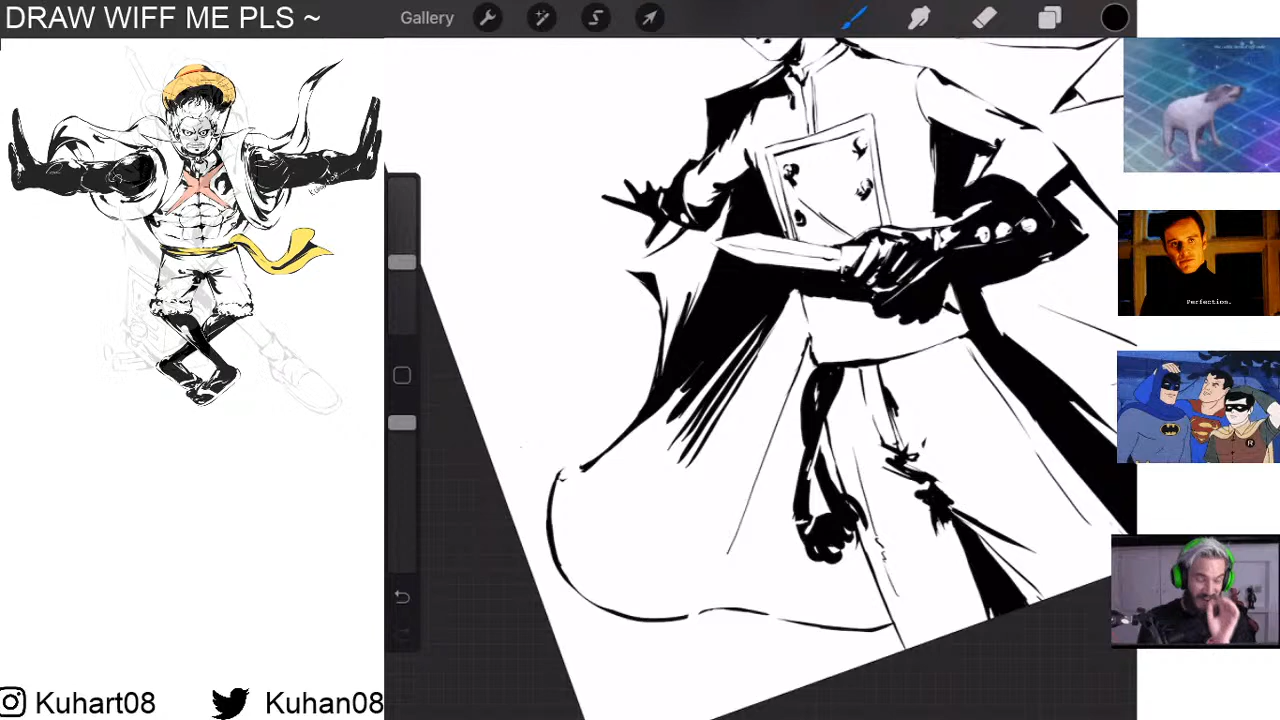 DRAW WIFF ME PLS ~
Gallery
Perfection.
R
Kuhart08
Kuhan08